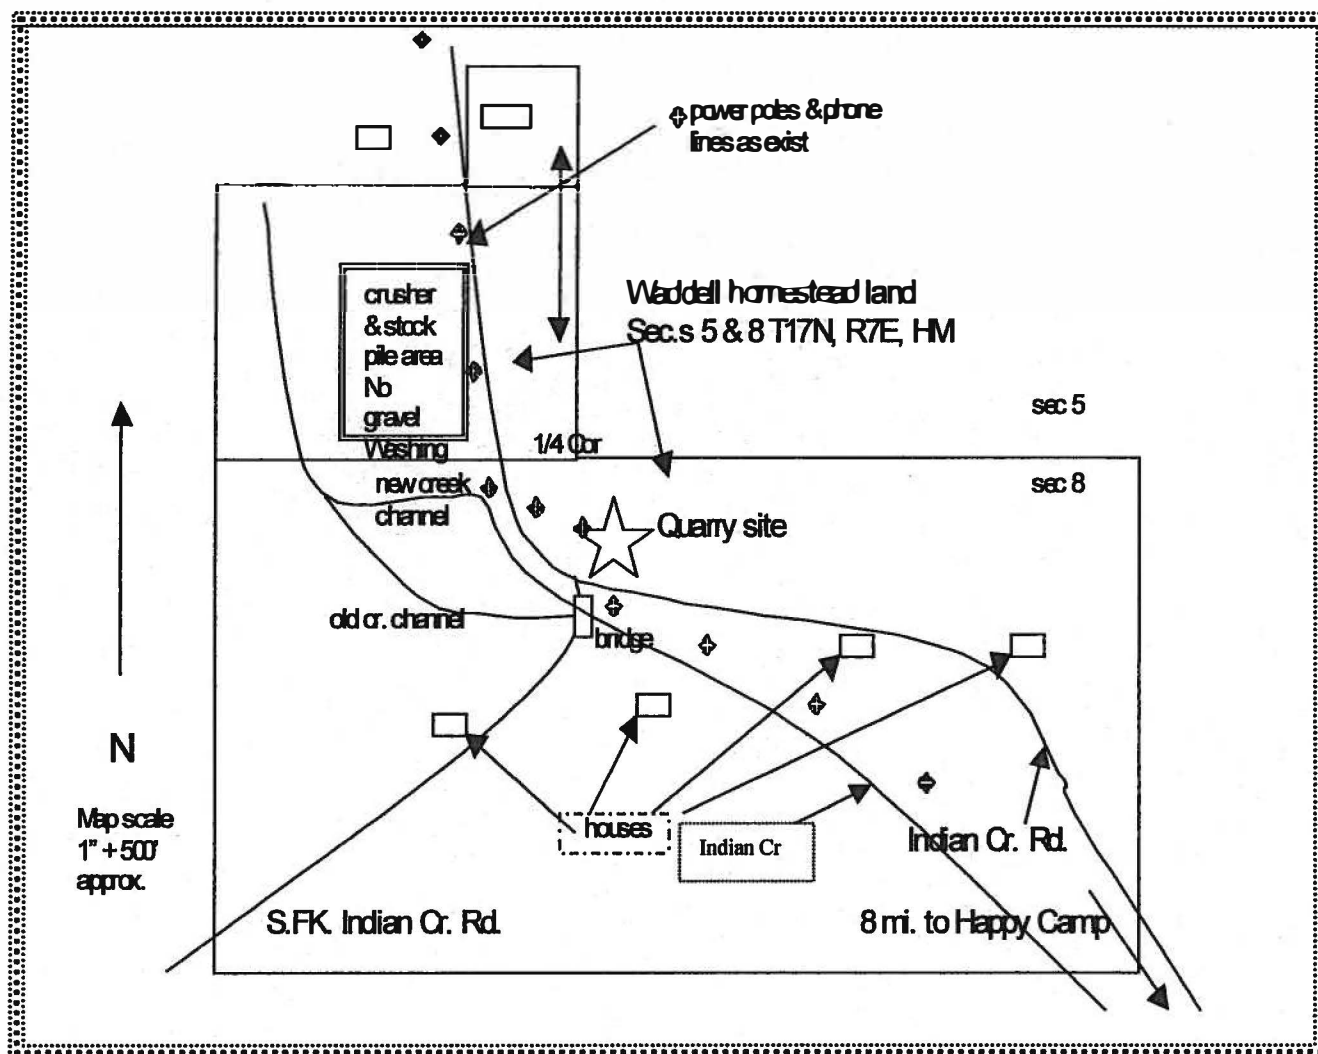 power poles & phone
lines as exist
crusher
& stock
pile area
No
gravel
Washing
Waddell homestead land
Sec.s 5 & 8 T17N, R7E, HM
sec 5
1/4 Cor
sec 8
new creek
channel
Quarry site
old cr. channel
bridge
N
Map scale
1" + 500'
approx.
houses
Indian Cr
Indian Cr. Rd.
S.FK. Indian Cr. Rd.
8 mi. to Happy Camp